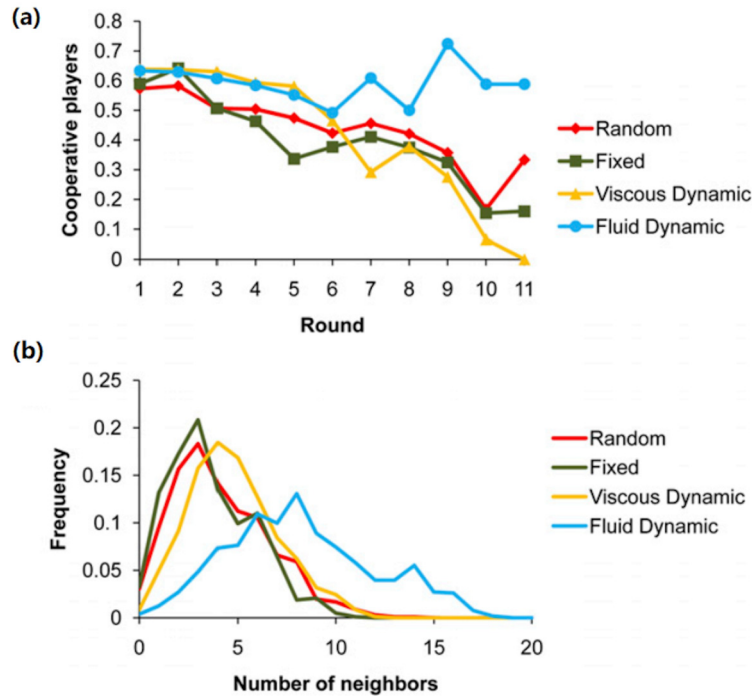 (a)
Cooperative players
0.8
0.7
0.6
0.5
0.4
0.3
0.2
0.1
0
1 2 3 4 5 6 7 8 9 10 11
Round
Random
Fixed
Viscous Dynamic
Fluid Dynamic
(b)
Frequency
0.25
0.2
0.15
0.1
0.05
0
0 5 10 15 20
Number of neighbors
Random
Fixed
Viscous Dynamic
Fluid Dynamic